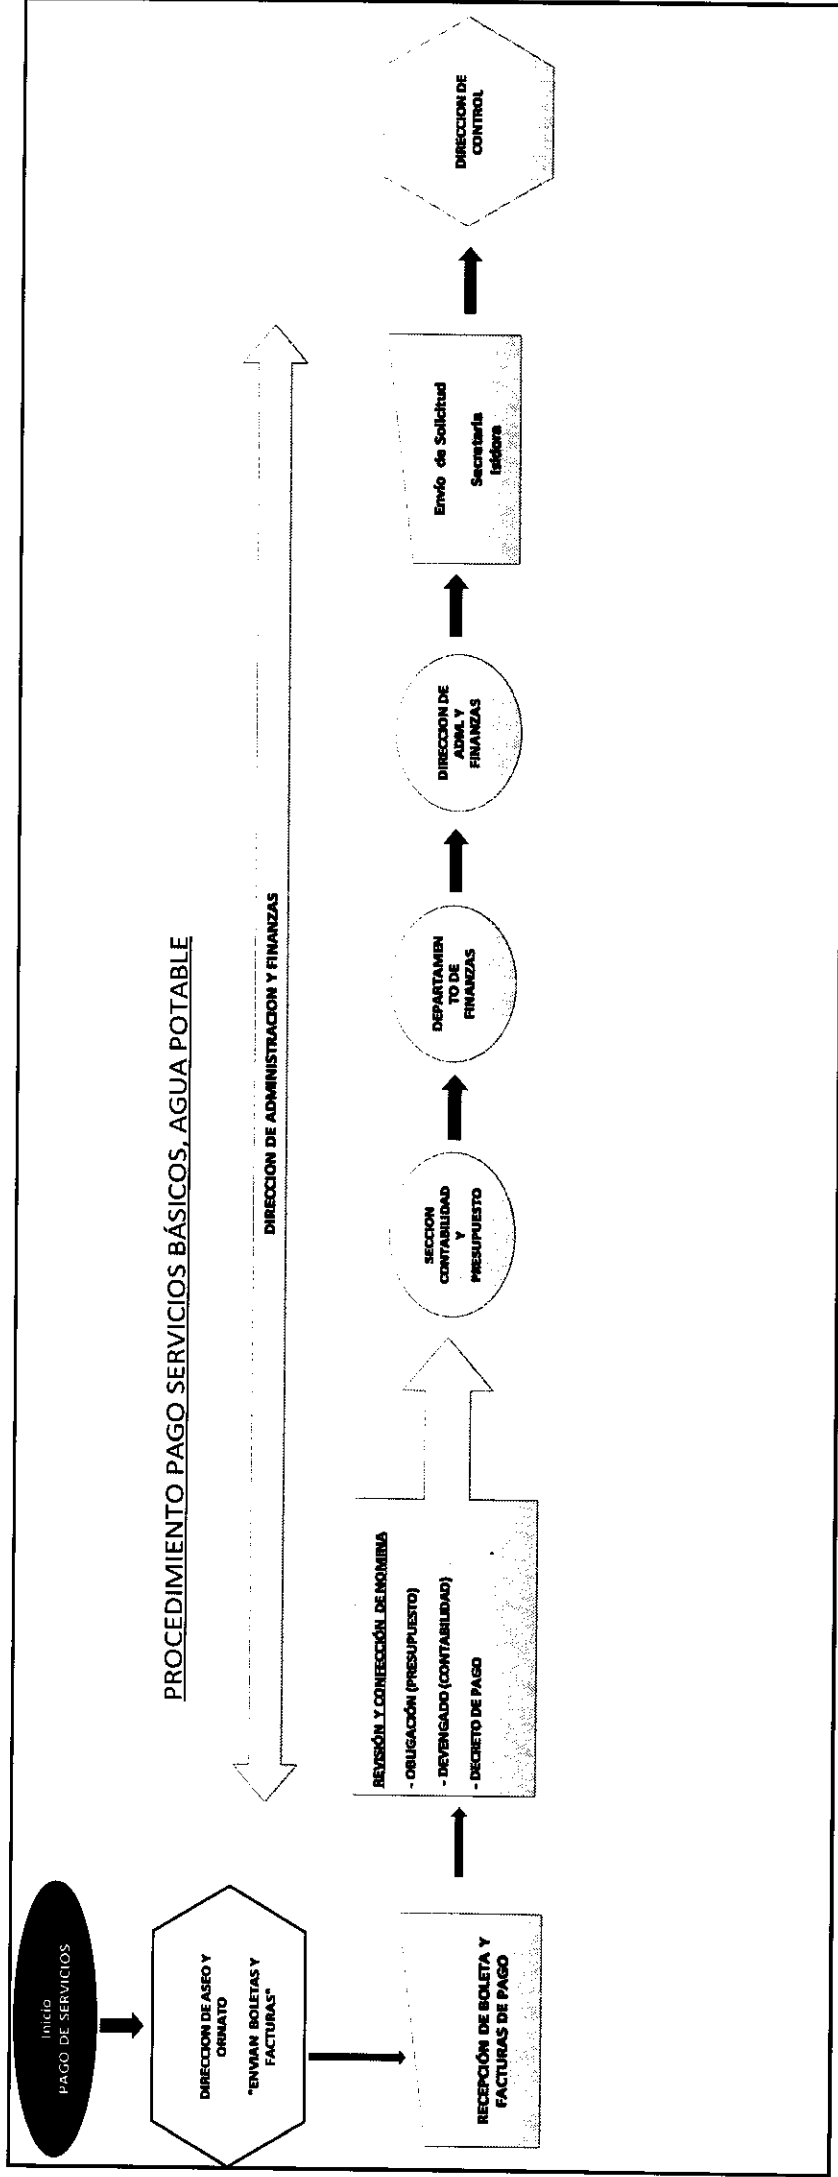 PROCEDIMIENTO PAGO SERVICIOS BÁSICOS, AGUA POTABLE
Inicio
PAGO DE SERVICIOS
DIRECCION DE ASEO Y
ORNATO
"ENVIAN BOLETAS Y
FACTURAS"
RECEPCIÓN DE BOLETA Y
FACTURAS DE PAGO
DIRECCION DE ADMINISTRACION Y FINANZAS
REVISIÓN Y CONFECCIÓN DE NOMINA
- OBLIGACIÓN (PRESUPUESTO)
- DEVENGADO (CONTABILIDAD)
- DECRETO DE PAGO
SECCION
CONTABILIDAD
Y
PRESUPUESTO
DEPARTAMEN
TO DE
FINANZAS
DIRECCION DE
ADM. Y
FINANZAS
Envío de Solicitud
Secretaria
Isidora
DIRECCION DE
CONTROL